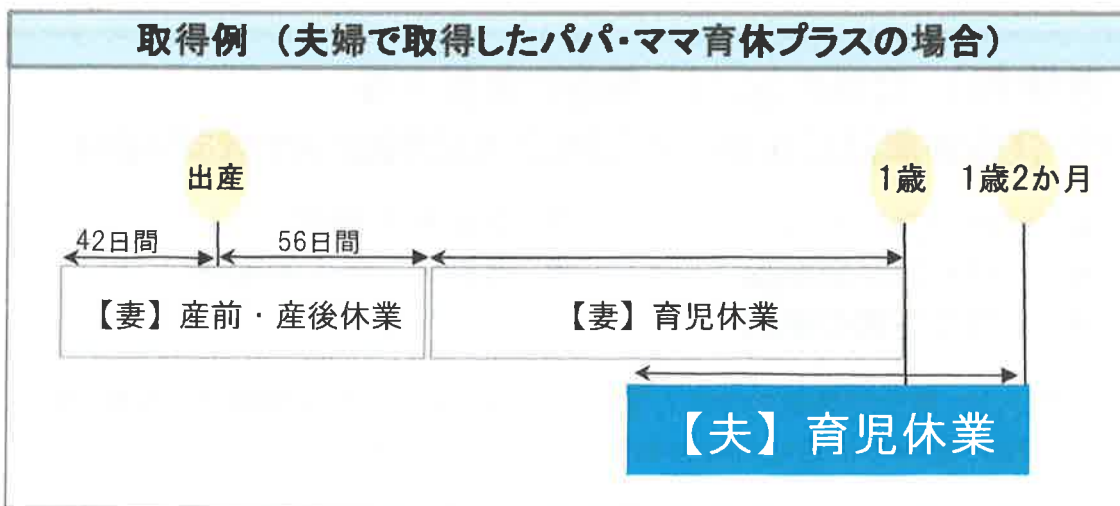 取得例（夫婦で取得したパパ・ママ育休プラスの場合）
出産
1歳
1歳2か月
42日間
56日間
【妻】産前・産後休業
【妻】育児休業
【夫】育児休業